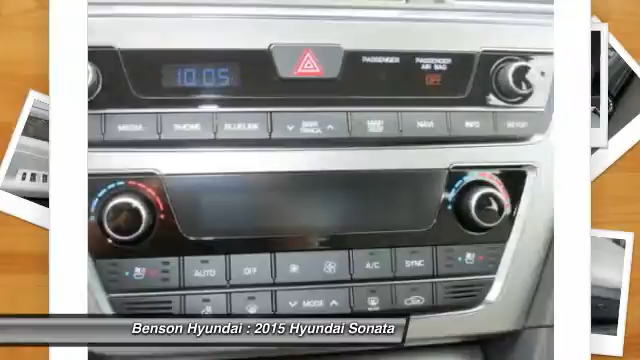 10:05
PASSENGER
PASSENGER
AIR BAG
OFF
MEDIA PHONE BLUELINK SEEK TRACK NAVI INFO SETUP
AUTO OFF A/C SYNC
MODE
Benson Hyundai : 2015 Hyundai Sonata